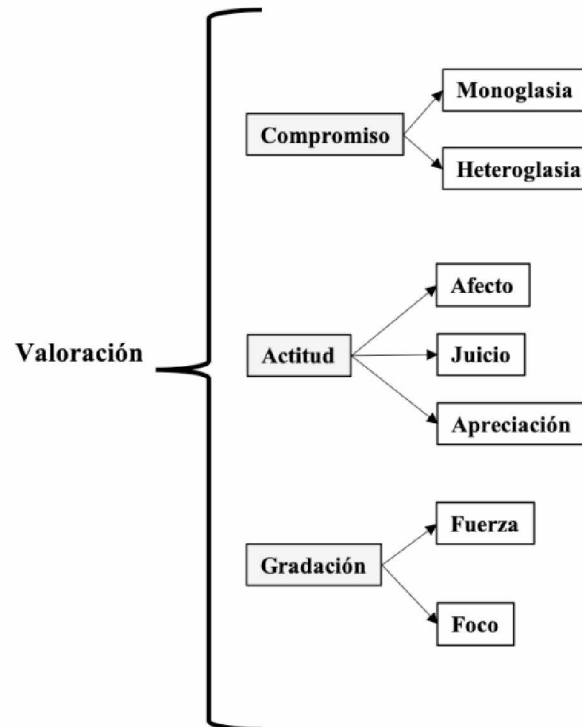 Valoración
Compromiso
Monoglasia
Heteroglasia
Actitud
Afecto
Juicio
Apreciación
Gradación
Fuerza
Foco